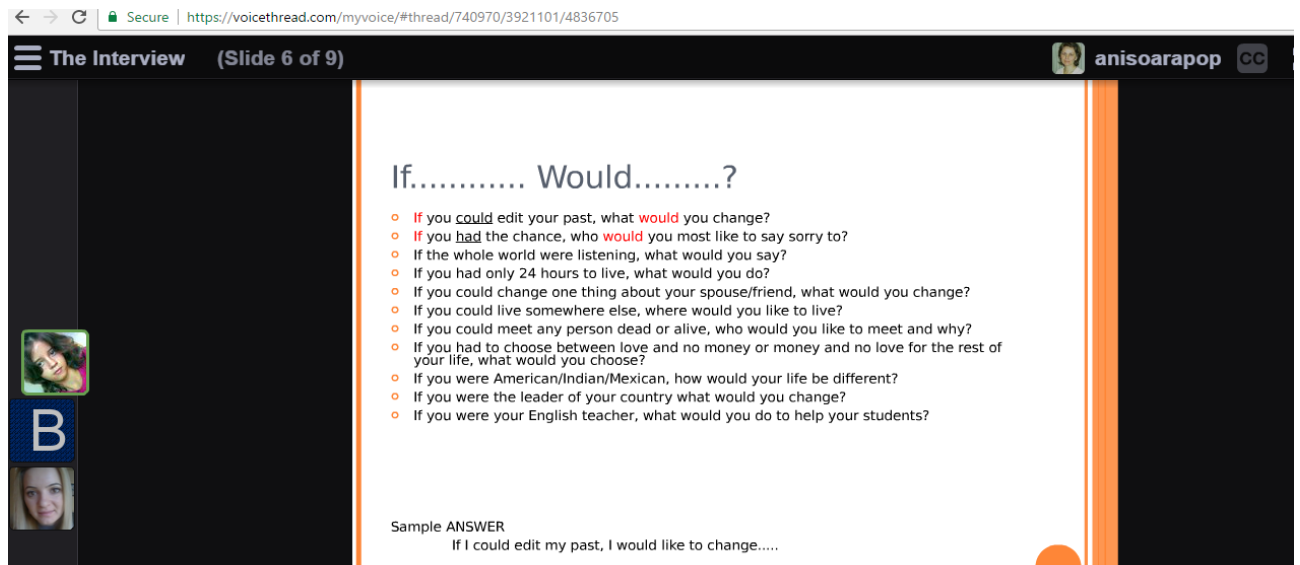 Secure | https://voicethread.com/myvoice/#thread/740970/3921101/4836705
The Interview (Slide 6 of 9) anisoarapop CC
If............ Would.........?
If you could edit your past, what would you change?
If you had the chance, who would you most like to say sorry to?
If the whole world were listening, what would you say?
If you had only 24 hours to live, what would you do?
If you could change one thing about your spouse/friend, what would you change?
If you could live somewhere else, where would you like to live?
If you could meet any person dead or alive, who would you like to meet and why?
If you had to choose between love and no money or money and no love for the rest of
your life, what would you choose?
If you were American/Indian/Mexican, how would your life be different?
If you were the leader of your country what would you change?
If you were your English teacher, what would you do to help your students?
B
Sample ANSWER
If I could edit my past, I would like to change.....